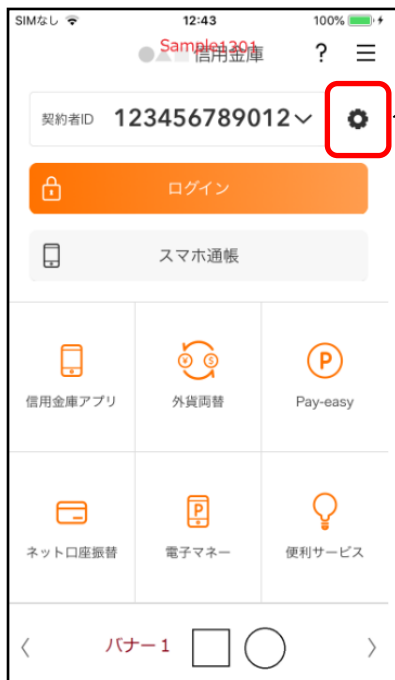 SIMなし 12:43 100%
Sample1301
●▲■信用金庫 ?
契約者ID 123456789012
ログイン
スマホ通帳
信用金庫アプリ 外貨両替 Pay-easy
ネット口座振替 電子マネー 便利サービス
バナー1